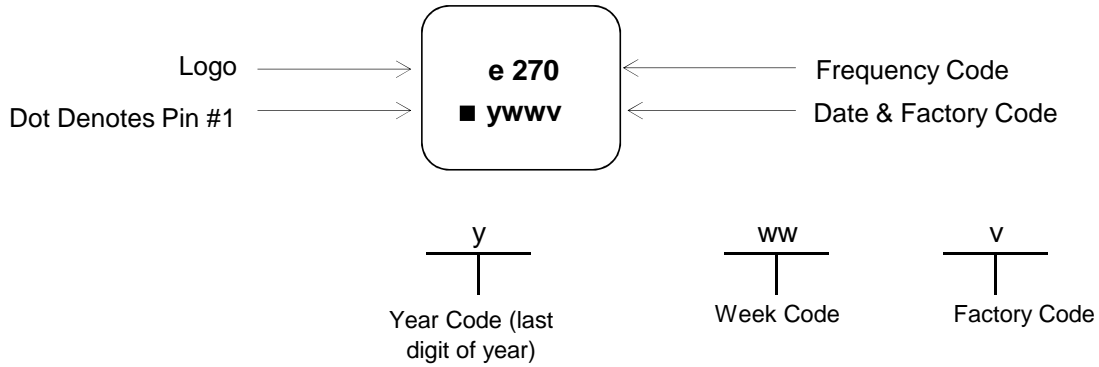 e 270
■ ywwv
Logo
Dot Denotes Pin #1
Frequency Code
Date & Factory Code
y
Year Code (last
digit of year)
ww
Week Code
v
Factory Code